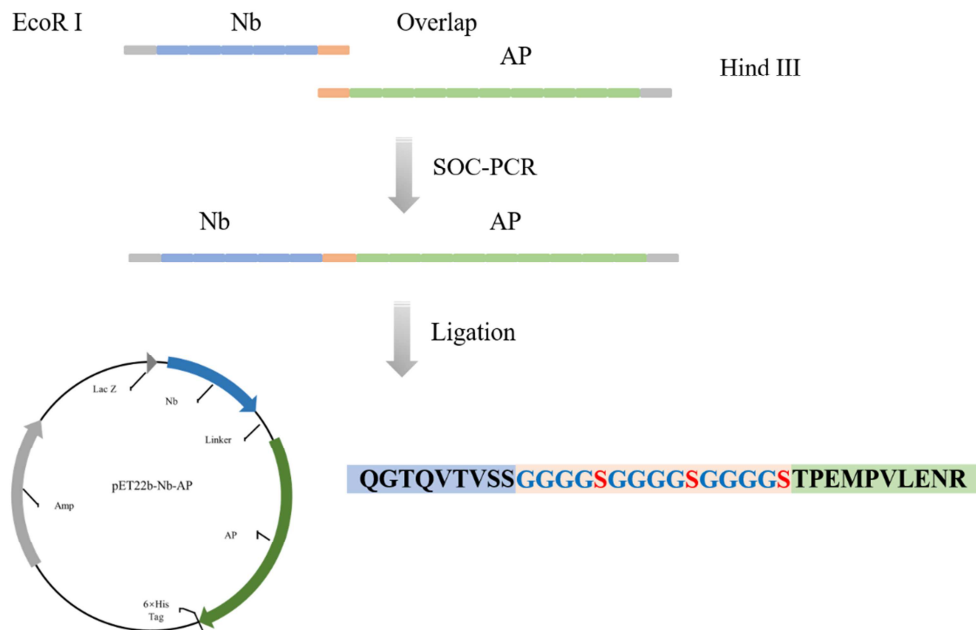 EcoR I
Nb
Overlap
AP
Hind III
SOC-PCR
Nb
AP
Ligation
Lac Z
Nb
Linker
pET22b-Nb-AP
QGTQVTVSSGGGGSGGGGSGGGGSTPEMPVLENR
Amp
AP
6×His
Tag